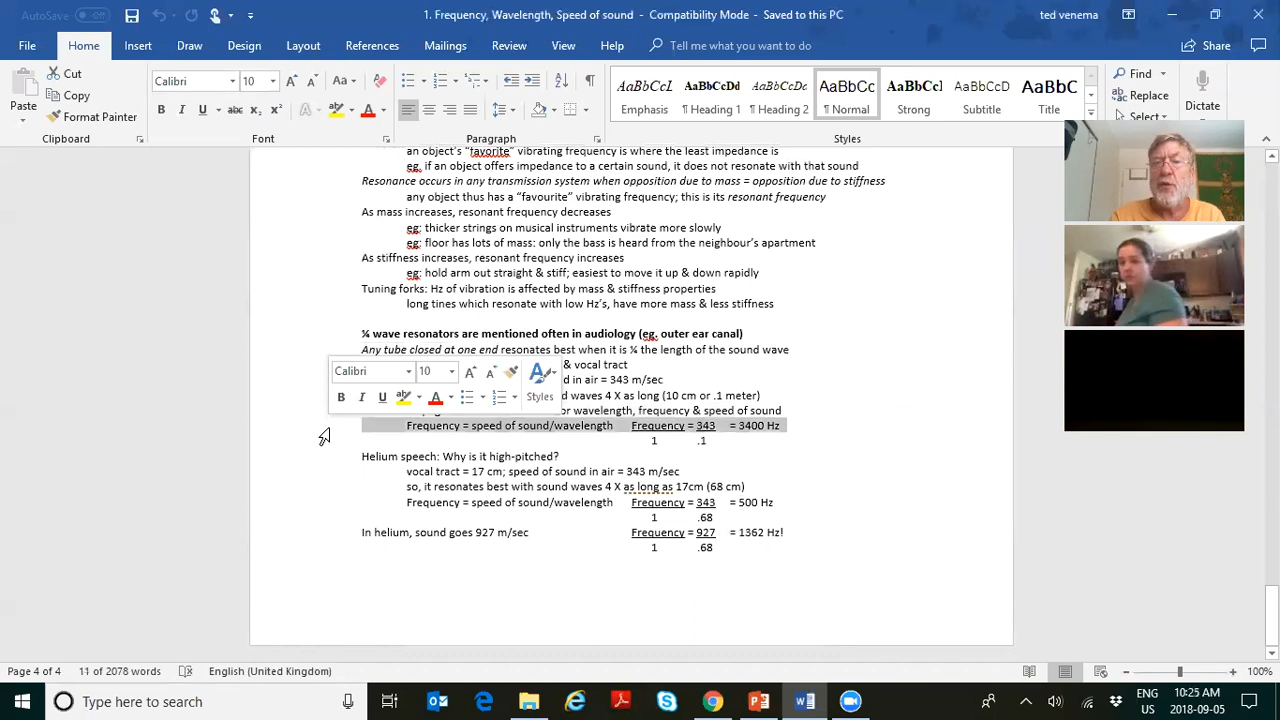 AutoSave Off
1. Frequency, Wavelength, Speed of sound - Compatibility Mode - Saved to this PC
ted venema
File Home Insert Draw Design Layout References Mailings Review View Help Tell me what you want to do Share
Paste
Cut
Copy
Format Painter
Calibri 10
AaBbCcL AaBbCcDd AaBbCcDd AaBbCc AaBbCcI AaBbCcDd AaBbCc
Emphasis ¶ Heading 1 ¶ Heading 2 ¶ Normal Strong Subtitle Title
Find
Replace
Select
Dictate
Clipboard Font Paragraph Styles
an object's "favorite" vibrating frequency is where the least impedance is
eg. if an object offers impedance to a certain sound, it does not resonate with that sound
Resonance occurs in any transmission system when opposition due to mass = opposition due to stiffness
any object thus has a "favourite" vibrating frequency; this is its resonant frequency
As mass increases, resonant frequency decreases
eg: thicker strings on musical instruments vibrate more slowly
eg: floor has lots of mass: only the bass is heard from the neighbour's apartment
As stiffness increases, resonant frequency increases
eg: hold arm out straight & stiff; easiest to move it up & down rapidly
Tuning forks: Hz of vibration is affected by mass & stiffness properties
long tines which resonate with low Hz's, have more mass & less stiffness
¼ wave resonators are mentioned often in audiology (eg. outer ear canal)
Any tube closed at one end resonates best when it is ¼ the length of the sound wave
& vocal tract
d in air = 343 m/sec
d waves 4 X as long (10 cm or .1 meter)
or wavelength, frequency & speed of sound
Calibri 10
Styles
Frequency = speed of sound/wavelength Frequency = 343 = 3400 Hz
1 .1
Helium speech: Why is it high-pitched?
vocal tract = 17 cm; speed of sound in air = 343 m/sec
so, it resonates best with sound waves 4 X as long as 17cm (68 cm)
Frequency = speed of sound/wavelength Frequency = 343 = 500 Hz
1 .68
In helium, sound goes 927 m/sec Frequency = 927 = 1362 Hz!
1 .68
Page 4 of 4 11 of 2078 words English (United Kingdom) 100%
Type here to search
ENG
US
10:25 AM
2018-09-05